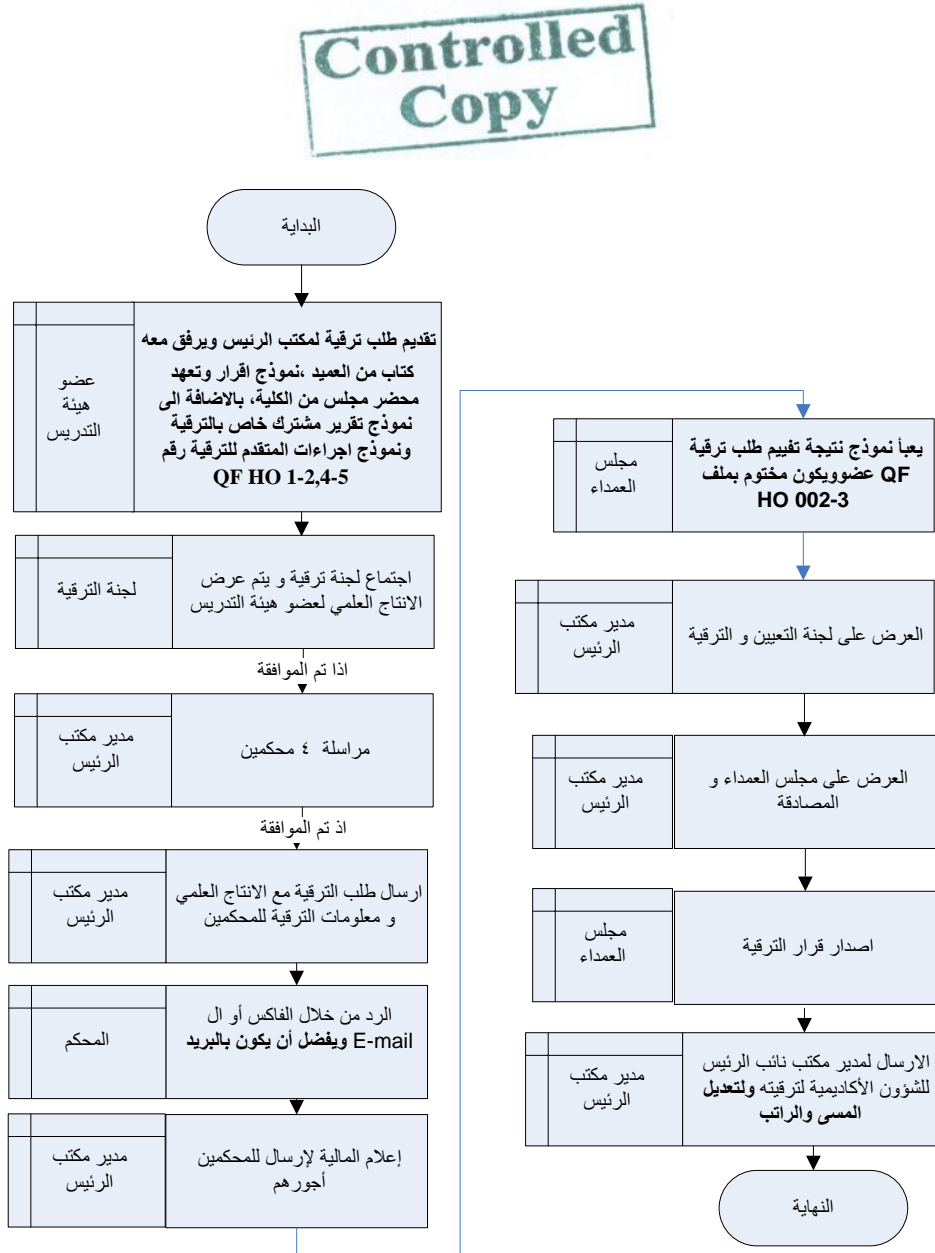 Controlled
Copy
البداية
عضو
هيئة
التدريس
تقديم طلب ترقية لمكتب الرئيس ويرفق معه
كتاب من العميد ،نموذج اقرار وتعهد
محضر مجلس من الكلية، بالاضافة الى
نموذج تقرير مشترك خاص بالترقية
ونموذج اجراءات المتقدم للترقية رقم
QF HO 1-2,4-5
لجنة الترقية
اجتماع لجنة ترقية و يتم عرض
الانتاج العلمي لعضو هيئة التدريس
اذا تم الموافقة
مدير مكتب
الرئيس
مراسلة ٤ محكمين
اذ تم الموافقة
مدير مكتب
الرئيس
ارسال طلب الترقية مع الانتاج العلمي
و معلومات الترقية للمحكمين
المحكم
الرد من خلال الفاكس أو ال
E-mail ويفضل أن يكون بالبريد
مدير مكتب
الرئيس
إعلام المالية لإرسال للمحكمين
أجورهم
مجلس
العمداء
يعبأ نموذج نتيجة تفييم طلب ترقية
عضوويكون مختوم بملف QF
HO 002-3
مدير مكتب
الرئيس
العرض على لجنة التعيين و الترقية
مدير مكتب
الرئيس
العرض على مجلس العمداء و
المصادقة
مجلس
العمداء
اصدار قرار الترقية
مدير مكتب
الرئيس
الارسال لمدير مكتب نائب الرئيس
للشؤون الأكاديمية لترقيته ولتعديل
المسى والراتب
النهاية